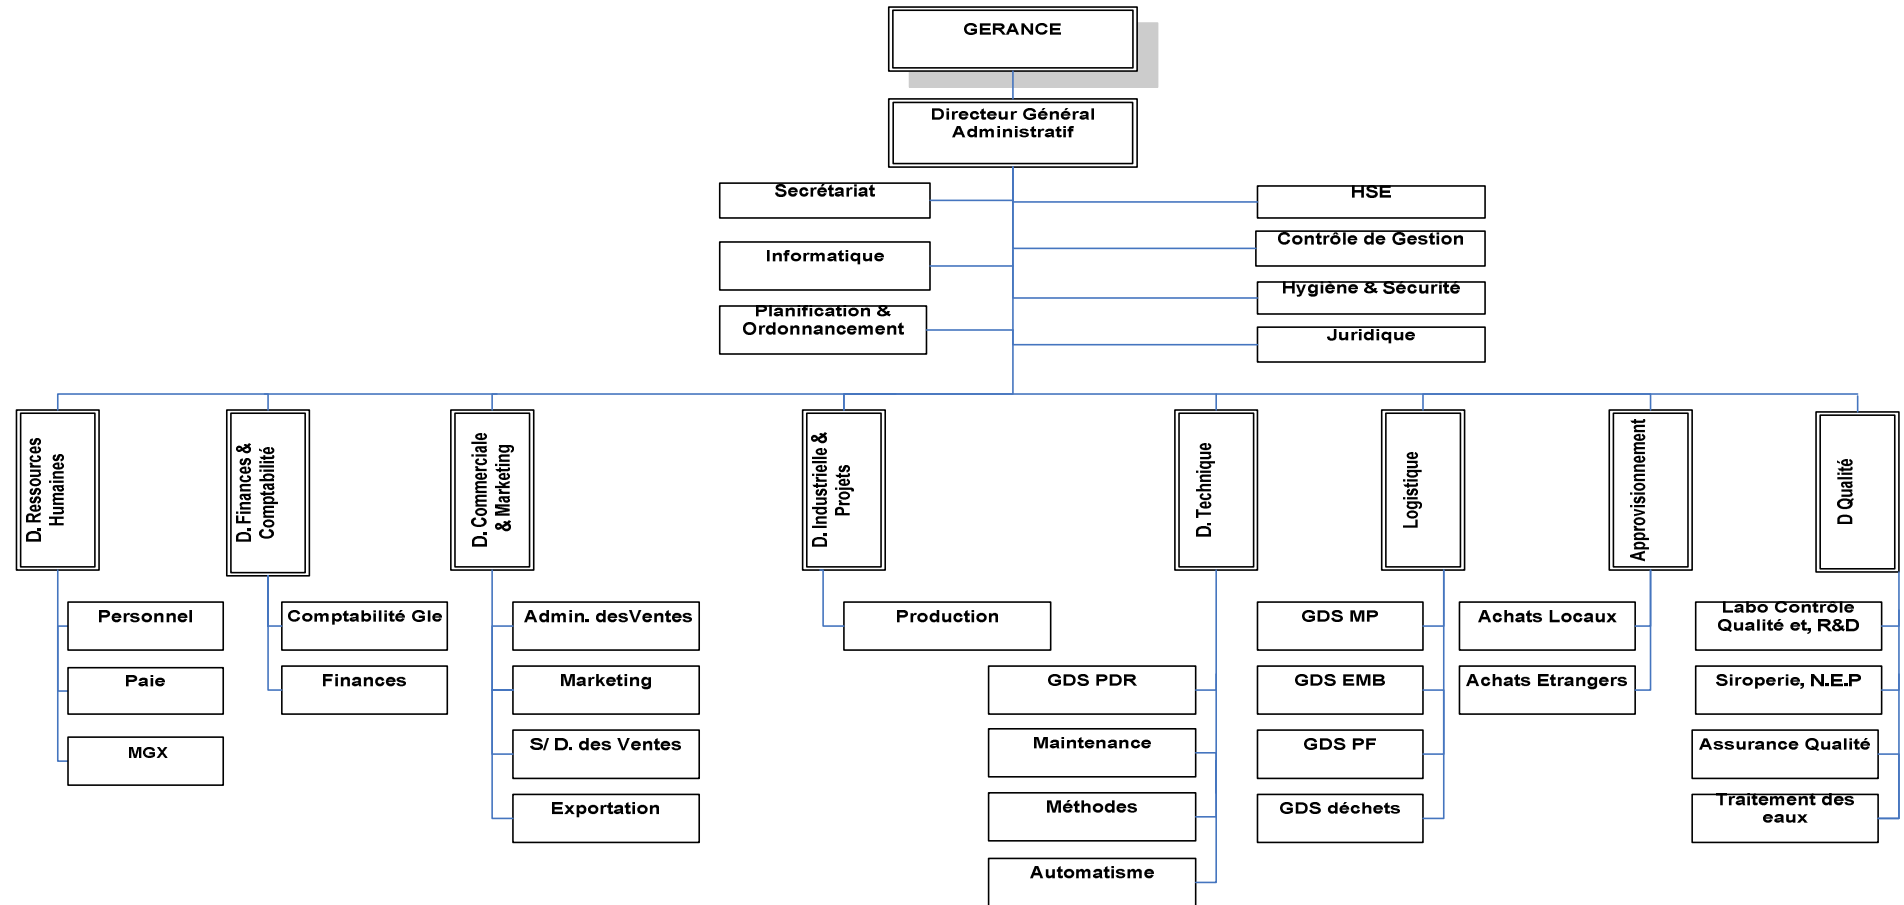 GERANCE
Directeur Général
Administratif
Secrétariat
HSE
Contrôle de Gestion
Informatique
Hygiène & Sécurité
Planification &
Ordonnancement
Juridique
D. Ressources
Humaines
D. Finances &
Comptabilité
D. Commerciale
& Marketing
D. Industrielle &
Projets
D. Technique
Logistique
Approvisionnement
D Qualité
Personnel
Paie
MGX
Comptabilité Gle
Finances
Admin. desVentes
Marketing
S/ D. des Ventes
Exportation
Production
GDS PDR
Maintenance
Méthodes
Automatisme
GDS MP
GDS EMB
GDS PF
GDS déchets
Achats Locaux
Achats Etrangers
Labo Contrôle
Qualité et, R&D
Siroperie, N.E.P
Assurance Qualité
Traitement des
eaux